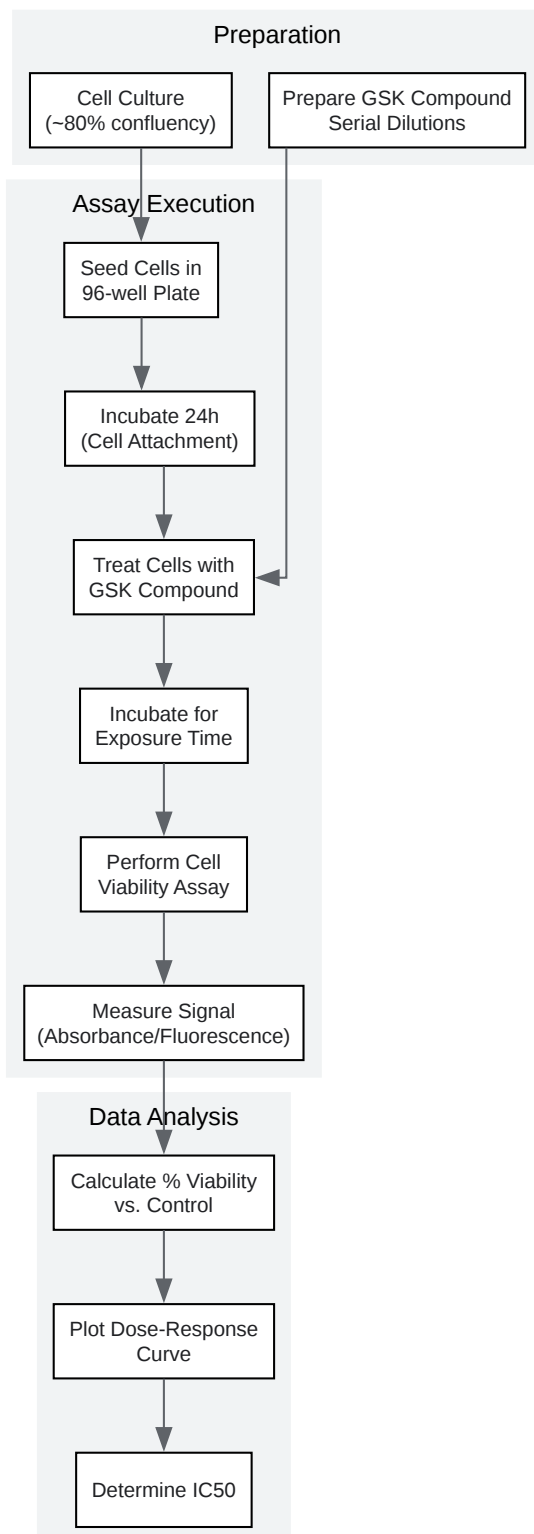 Preparation
Cell Culture
(~80% confluency)
Prepare GSK Compound
Serial Dilutions
Assay Execution
Seed Cells in
96-well Plate
Incubate 24h
(Cell Attachment)
Treat Cells with
GSK Compound
Incubate for
Exposure Time
Perform Cell
Viability Assay
Measure Signal
(Absorbance/Fluorescence)
Data Analysis
Calculate % Viability
vs. Control
Plot Dose-Response
Curve
Determine IC50